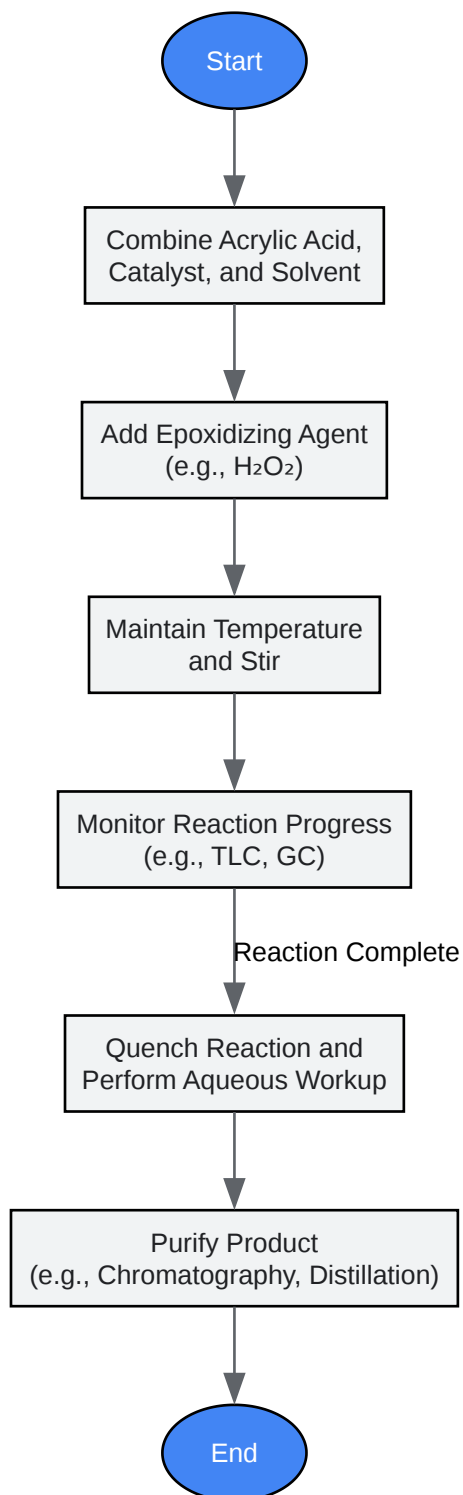 Start
Combine Acrylic Acid,
Catalyst, and Solvent
Add Epoxidizing Agent
(e.g., H₂O₂)
Maintain Temperature
and Stir
Monitor Reaction Progress
(e.g., TLC, GC)
Reaction Complete
Quench Reaction and
Perform Aqueous Workup
Purify Product
(e.g., Chromatography, Distillation)
End